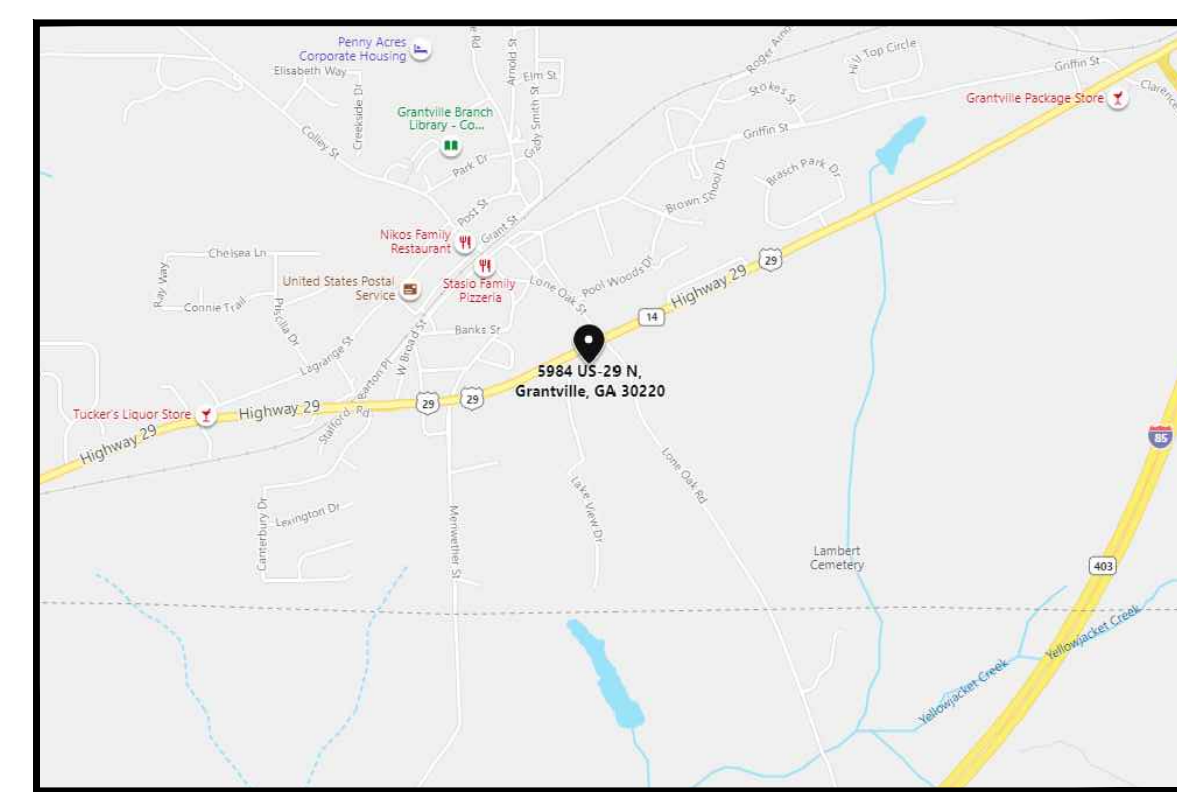 Penny Acres
Corporate Housing
Elisabeth Way
Creekside Dr
Colley St
Grantville Branch
Library - Co...
Park Dr
Rd
Arnold St
Elm St
Grady Smith St
Post St
Grant St
Roger Arno
Hill Top Circle
Stokes St
Griffin St
Griffin St
Clarence
Grantville Package Store
Brasch Park Dr
Brown School Dr
Nikos Family
Restaurant
Stasio Family
Pizzeria
United States Postal
Service
Chelsea Ln
Ray Way
Connie Trail
Priscilla Dr
Lone Oak St
Pool Woods Dr
Highway 29
29
14
Banks St
W Broad St
Barton Pl
Lagrange St
5984 US-29 N,
Grantville, GA 30220
29
29
Highway 29
Tucker's Liquor Store
Highway 29
Stallford Rd
Canterbury Dr
Lexington Dr
Meriwether St
Lake View Dr
Lone Oak Rd
85
Lambert
Cemetery
403
Yellowjacket Creek
Yellowjacket Creek